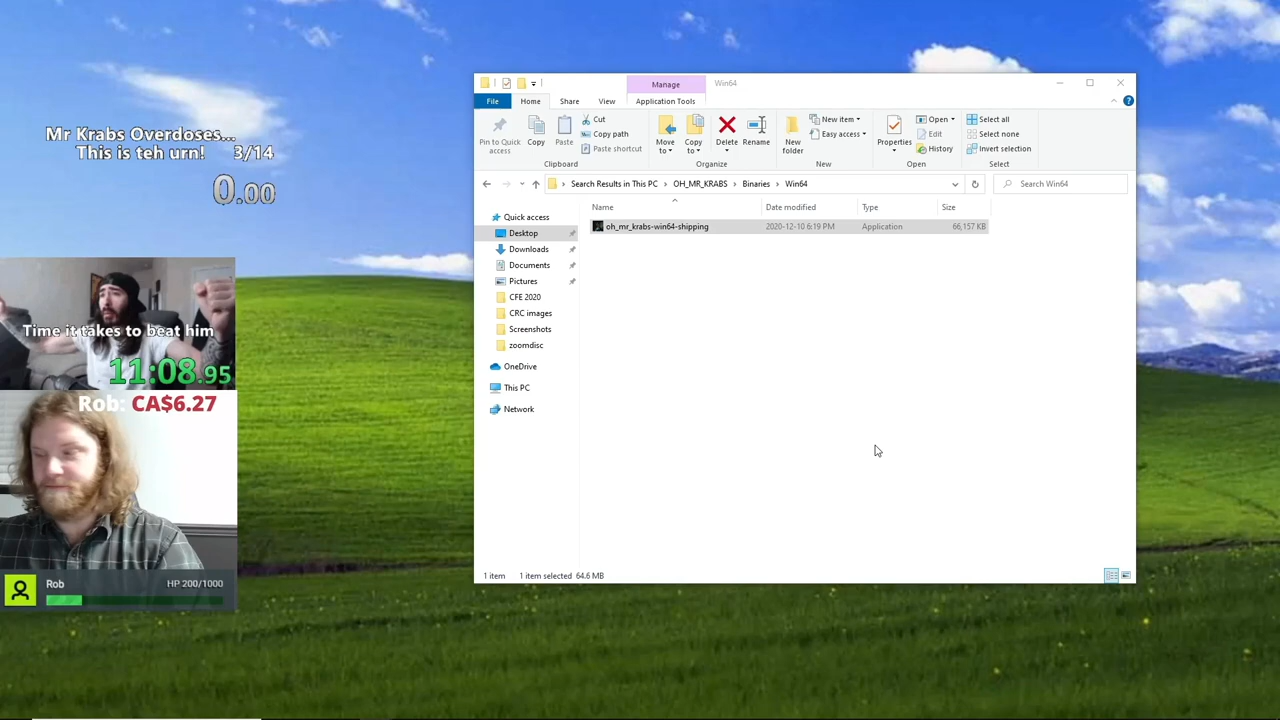 Mr Krabs Overdoses...
This is teh urn! 3/14
0.00
Time it takes to beat him
11:08.95
Rob: CA$6.27
Rob HP 200/1000
Manage Win64
File Home Share View Application Tools
Pin to Quick access
Copy
Paste
Cut
Copy path
Paste shortcut
Clipboard
Move to
Copy to
Delete
Rename
Organize
New folder
New item
Easy access
New
Properties
Open
Edit
History
Open
Select all
Select none
Invert selection
Select
Search Results in This PC > OH_MR_KRABS > Binaries > Win64
Search Win64
Name Date modified Type Size
oh_mr_krabs-win64-shipping 2020-12-10 6:19 PM Application 66,157 KB
Quick access
Desktop
Downloads
Documents
Pictures
CFE 2020
CRC images
Screenshots
zoomdisc
OneDrive
This PC
Network
1 item 1 item selected 64.6 MB